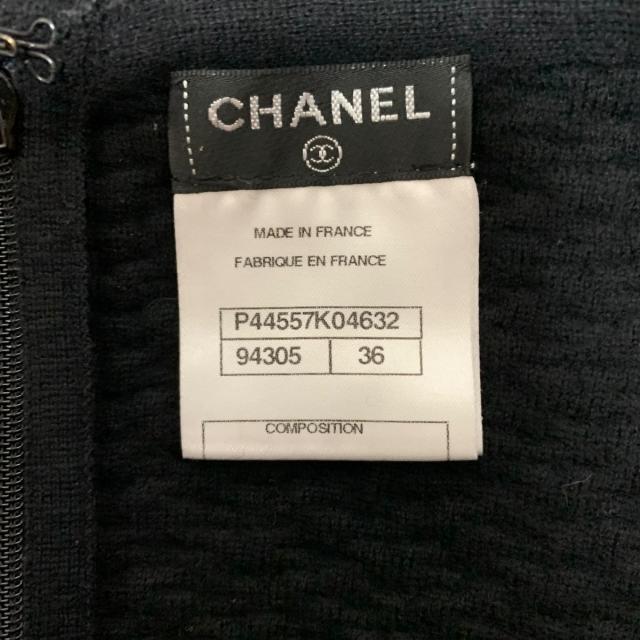 CHANEL
MADE IN FRANCE
FABRIQUE EN FRANCE
P44557K04632
94305 36
COMPOSITION